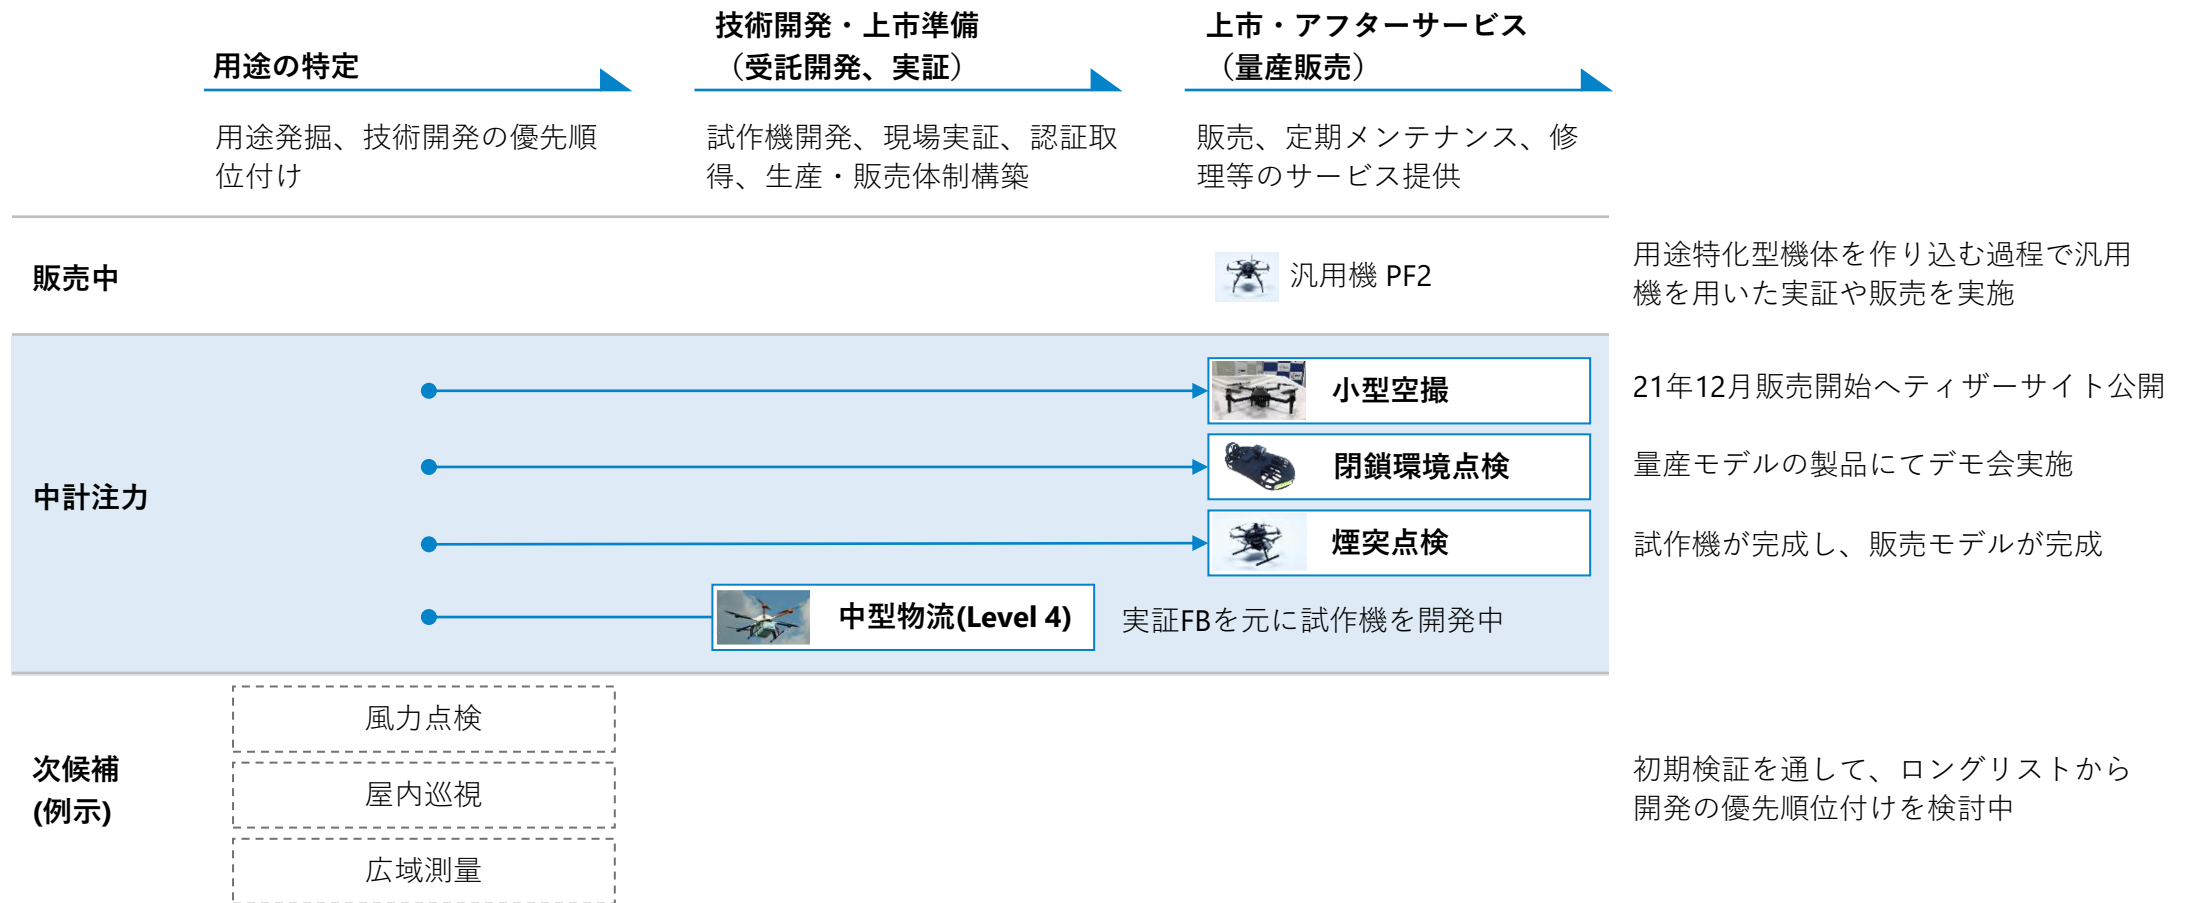 用途の特定
技術開発・上市準備
（受託開発、実証）
上市・アフターサービス
（量産販売）
用途発掘、技術開発の優先順
位付け
試作機開発、現場実証、認証取
得、生産・販売体制構築
販売、定期メンテナンス、修
理等のサービス提供
販売中
汎用機 PF2
用途特化型機体を作り込む過程で汎用
機を用いた実証や販売を実施
中計注力
小型空撮
21年12月販売開始へティザーサイト公開
閉鎖環境点検
量産モデルの製品にてデモ会実施
煙突点検
試作機が完成し、販売モデルが完成
中型物流(Level 4)
実証FBを元に試作機を開発中
次候補
(例示)
風力点検
屋内巡視
広域測量
初期検証を通して、ロングリストから
開発の優先順位付けを検討中